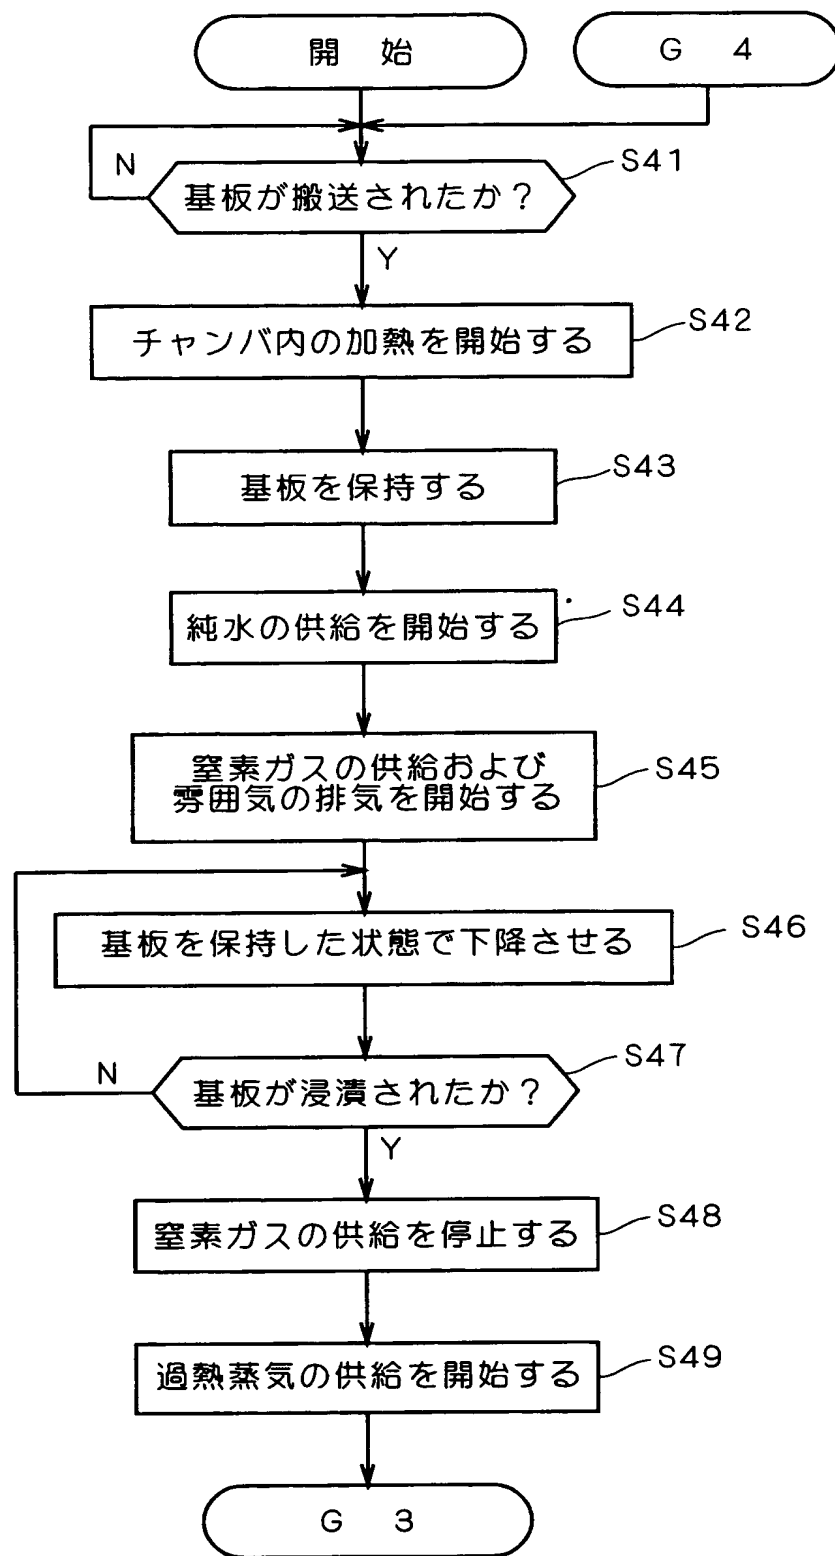 開 始
G 4
N
S41
基板が搬送されたか?
Y
S42
チャンバ内の加熱を開始する
S43
基板を保持する
S44
純水の供給を開始する
S45
窒素ガスの供給および
雰囲気の排気を開始する
S46
基板を保持した状態で下降させる
S47
N
基板が浸漬されたか?
Y
S48
窒素ガスの供給を停止する
S49
過熱蒸気の供給を開始する
G 3